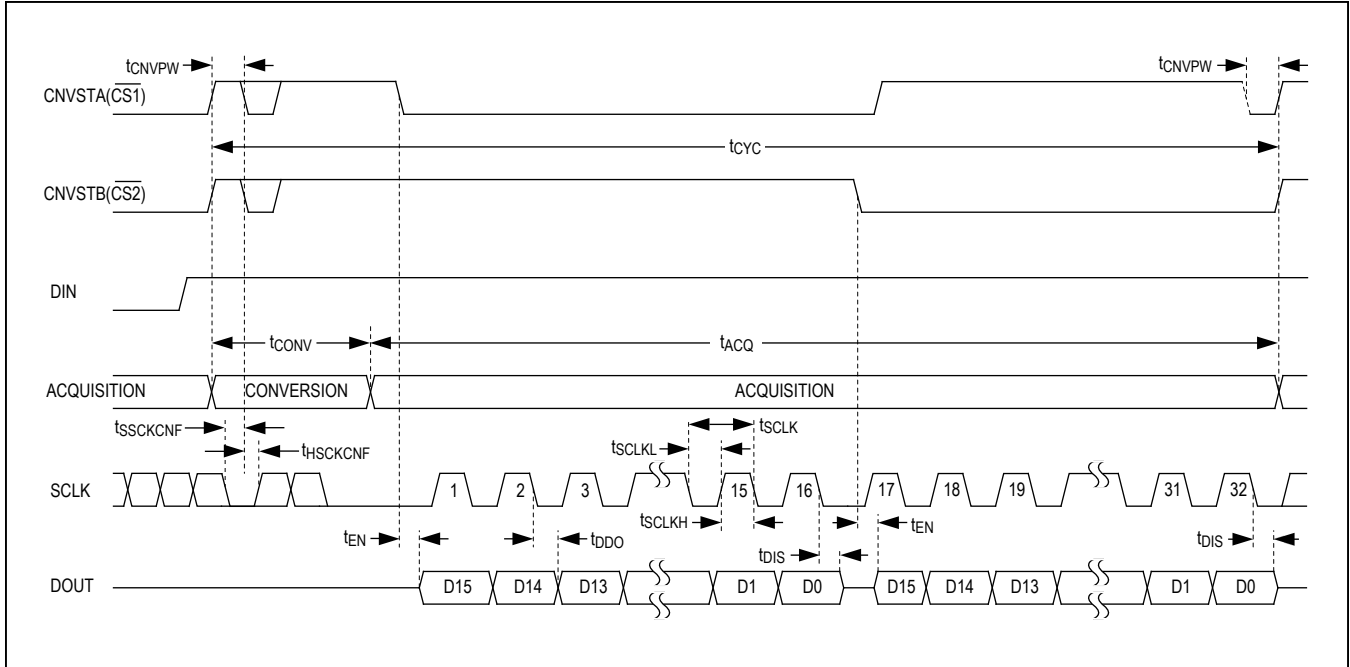 tCNVPW
tCNVPW
CNVSTA(CS1)
tCYC
CNVSTB(CS2)
DIN
tCONV tACQ
ACQUISITION CONVERSION ACQUISITION
tSSCKCNF tSCLK
tSCLKL
tHSCKCNF
SCLK 1 2 3 15 16 17 18 19 31 32
tSCLKH
tEN tDDO tEN
tDIS tDIS
DOUT D15 D14 D13 D1 D0 D15 D14 D13 D1 D0